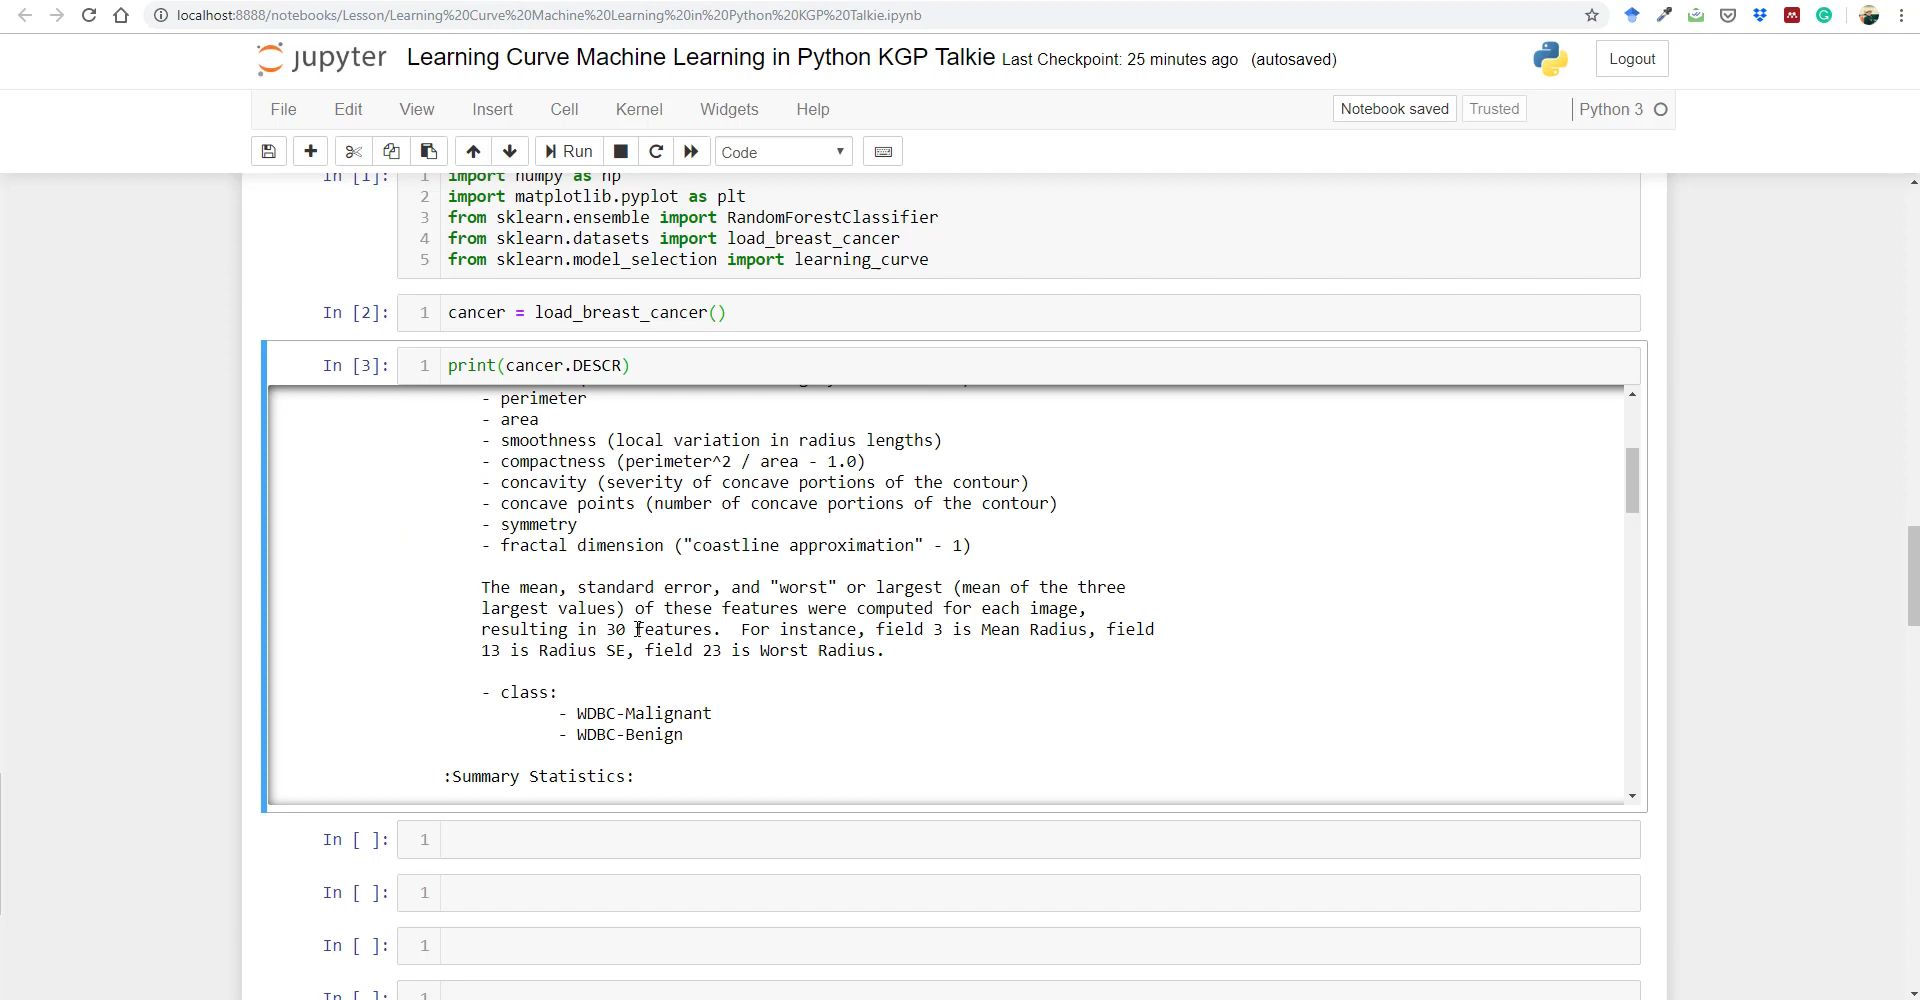 localhost:8888/notebooks/Lesson/Learning%20Curve%20Machine%20Learning%20in%20Python%20KGP%20Talkie.ipynb
jupyter Learning Curve Machine Learning in Python KGP Talkie Last Checkpoint: 25 minutes ago (autosaved) Logout
File Edit View Insert Cell Kernel Widgets Help Notebook saved Trusted Python 3
Run Code
In [1]: 1 import numpy as np
2 import matplotlib.pyplot as plt
3 from sklearn.ensemble import RandomForestClassifier
4 from sklearn.datasets import load_breast_cancer
5 from sklearn.model_selection import learning_curve
In [2]: 1 cancer = load_breast_cancer()
In [3]: 1 print(cancer.DESCR)
- perimeter
- area
- smoothness (local variation in radius lengths)
- compactness (perimeter^2 / area - 1.0)
- concavity (severity of concave portions of the contour)
- concave points (number of concave portions of the contour)
- symmetry
- fractal dimension ("coastline approximation" - 1)
The mean, standard error, and "worst" or largest (mean of the three
largest values) of these features were computed for each image,
resulting in 30 features. For instance, field 3 is Mean Radius, field
13 is Radius SE, field 23 is Worst Radius.
- class:
- WDBC-Malignant
- WDBC-Benign
:Summary Statistics:
In [ ]: 1
In [ ]: 1
In [ ]: 1
In [ ]: 1